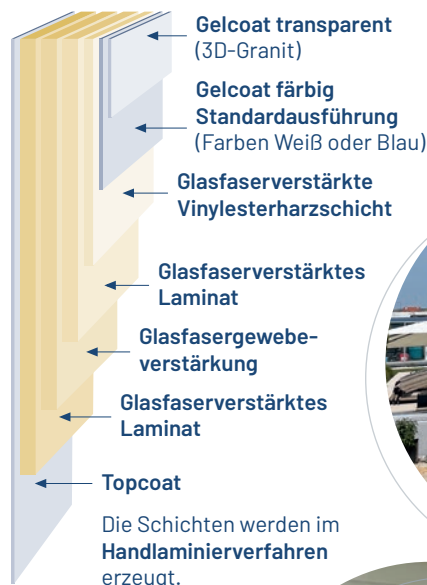 Gelcoat transparent
(3D-Granit)
Gelcoat färbig
Standardausführung
(Farben Weiß oder Blau)
Glasfaserverstärkte
Vinylesterharzschicht
Glasfaserverstärktes
Laminat
Glasfasergewebe-
verstärkung
Glasfaserverstärktes
Laminat
Topcoat
Die Schichten werden im
Handlaminierverfahren
erzeugt.